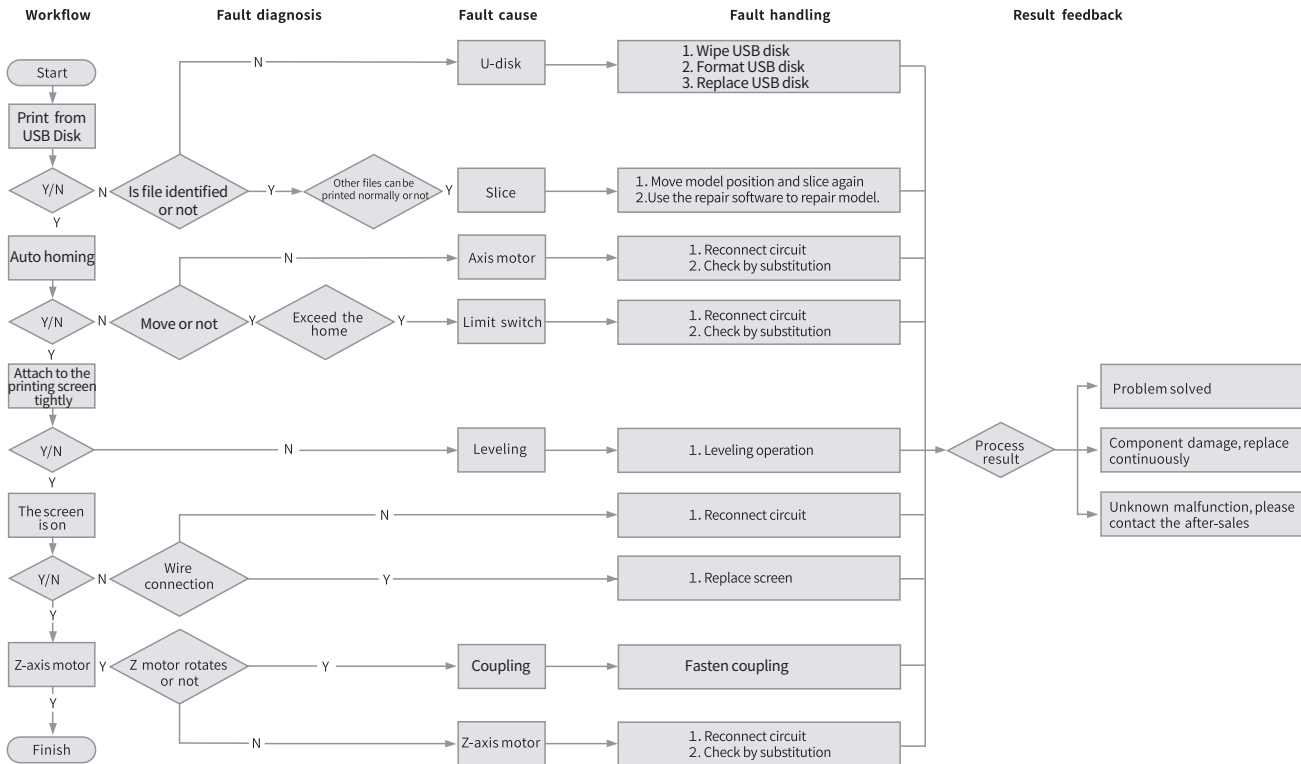 Workflow
Fault diagnosis
Fault cause
Fault handling
Result feedback
Start
Print from
USB Disk
Y/N
N
Is file identified
or not
N
U-disk
1. Wipe USB disk
2. Format USB disk
3. Replace USB disk
Y
Other files can be
printed normally or not
Y
Slice
1. Move model position and slice again
2.Use the repair software to repair model.
Y
Auto homing
Y/N
N
Move or not
N
Axis motor
1. Reconnect circuit
2. Check by substitution
Y
Exceed the
home
Y
Limit switch
1. Reconnect circuit
2. Check by substitution
Y
Attach to the
printing screen
tightly
Y/N
N
Leveling
1. Leveling operation
Process
result
Problem solved
Component damage, replace
continuously
Unknown malfunction, please
contact the after-sales
Y
The screen
is on
Y/N
N
Wire
connection
N
1. Reconnect circuit
Y
1. Replace screen
Y
Z-axis motor
Y
Z motor rotates
or not
Y
Coupling
Fasten coupling
Y
N
Z-axis motor
1. Reconnect circuit
2. Check by substitution
Finish